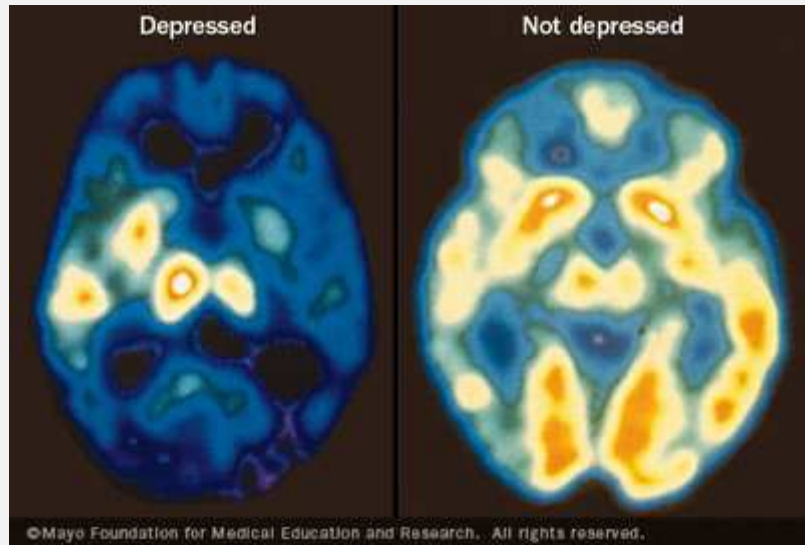 Depressed
Not depressed
©Mayo Foundation for Medical Education and Research. All rights reserved.